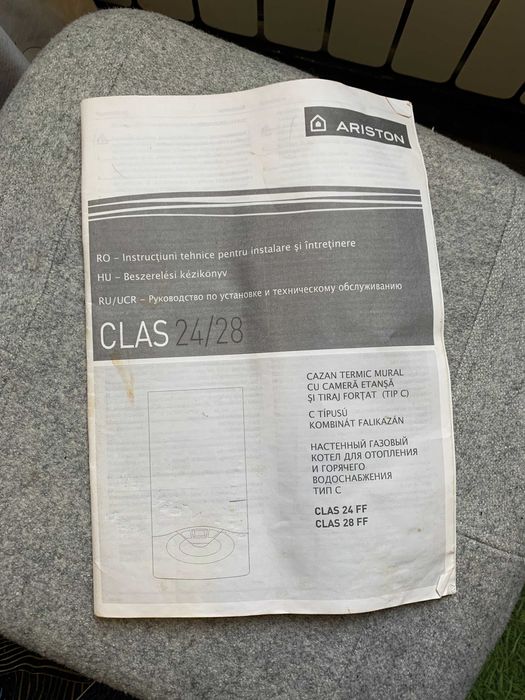 ARISTON
RO – Instrucţiuni tehnice pentru instalare şi întreţinere
HU – Beszerelési kézikönyv
RU/UCR – Руководство по установке и техническому обслуживанию
CLAS 24/28
CAZAN TERMIC MURAL
CU CAMERĂ ETANŞĂ
ŞI TIRAJ FORŢAT (TIP C)
C TÍPUSÚ
KOMBINÁT FALIKAZÁN
НАСТЕННЫЙ ГАЗОВЫЙ
КОТЕЛ ДЛЯ ОТОПЛЕНИЯ
И ГОРЯЧЕГО
ВОДОСНАБЖЕНИЯ
ТИП С
CLAS 24 FF
CLAS 28 FF